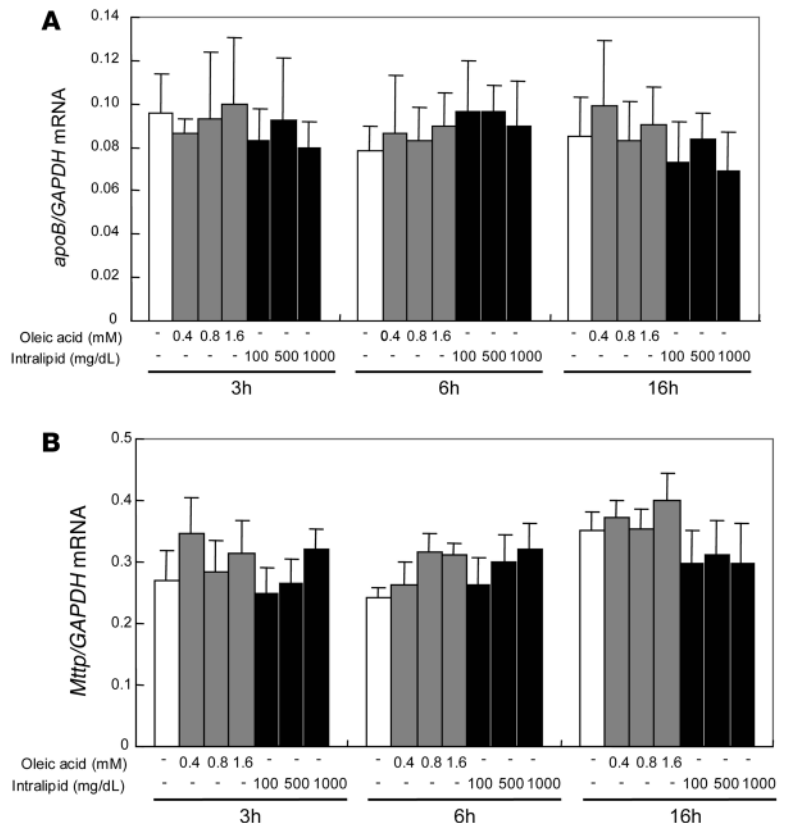 A
0.14
0.12
0.10
0.08
0.06
0.04
0.02
0
apoB/GAPDH mRNA
Oleic acid (mM) - 0.4 0.8 1.6 - - - - 0.4 0.8 1.6 - - - - 0.4 0.8 1.6 - - -
Intralipid (mg/dL) - - - - 100 500 1000 - - - - 100 500 1000 - - - - 100 500 1000
3h 6h 16h
B
0.5
0.4
0.3
0.2
0.1
0
Mttp/GAPDH mRNA
Oleic acid (mM) - 0.4 0.8 1.6 - - - - 0.4 0.8 1.6 - - - - 0.4 0.8 1.6 - - -
Intralipid (mg/dL) - - - - 100 500 1000 - - - - 100 500 1000 - - - - 100 500 1000
3h 6h 16h